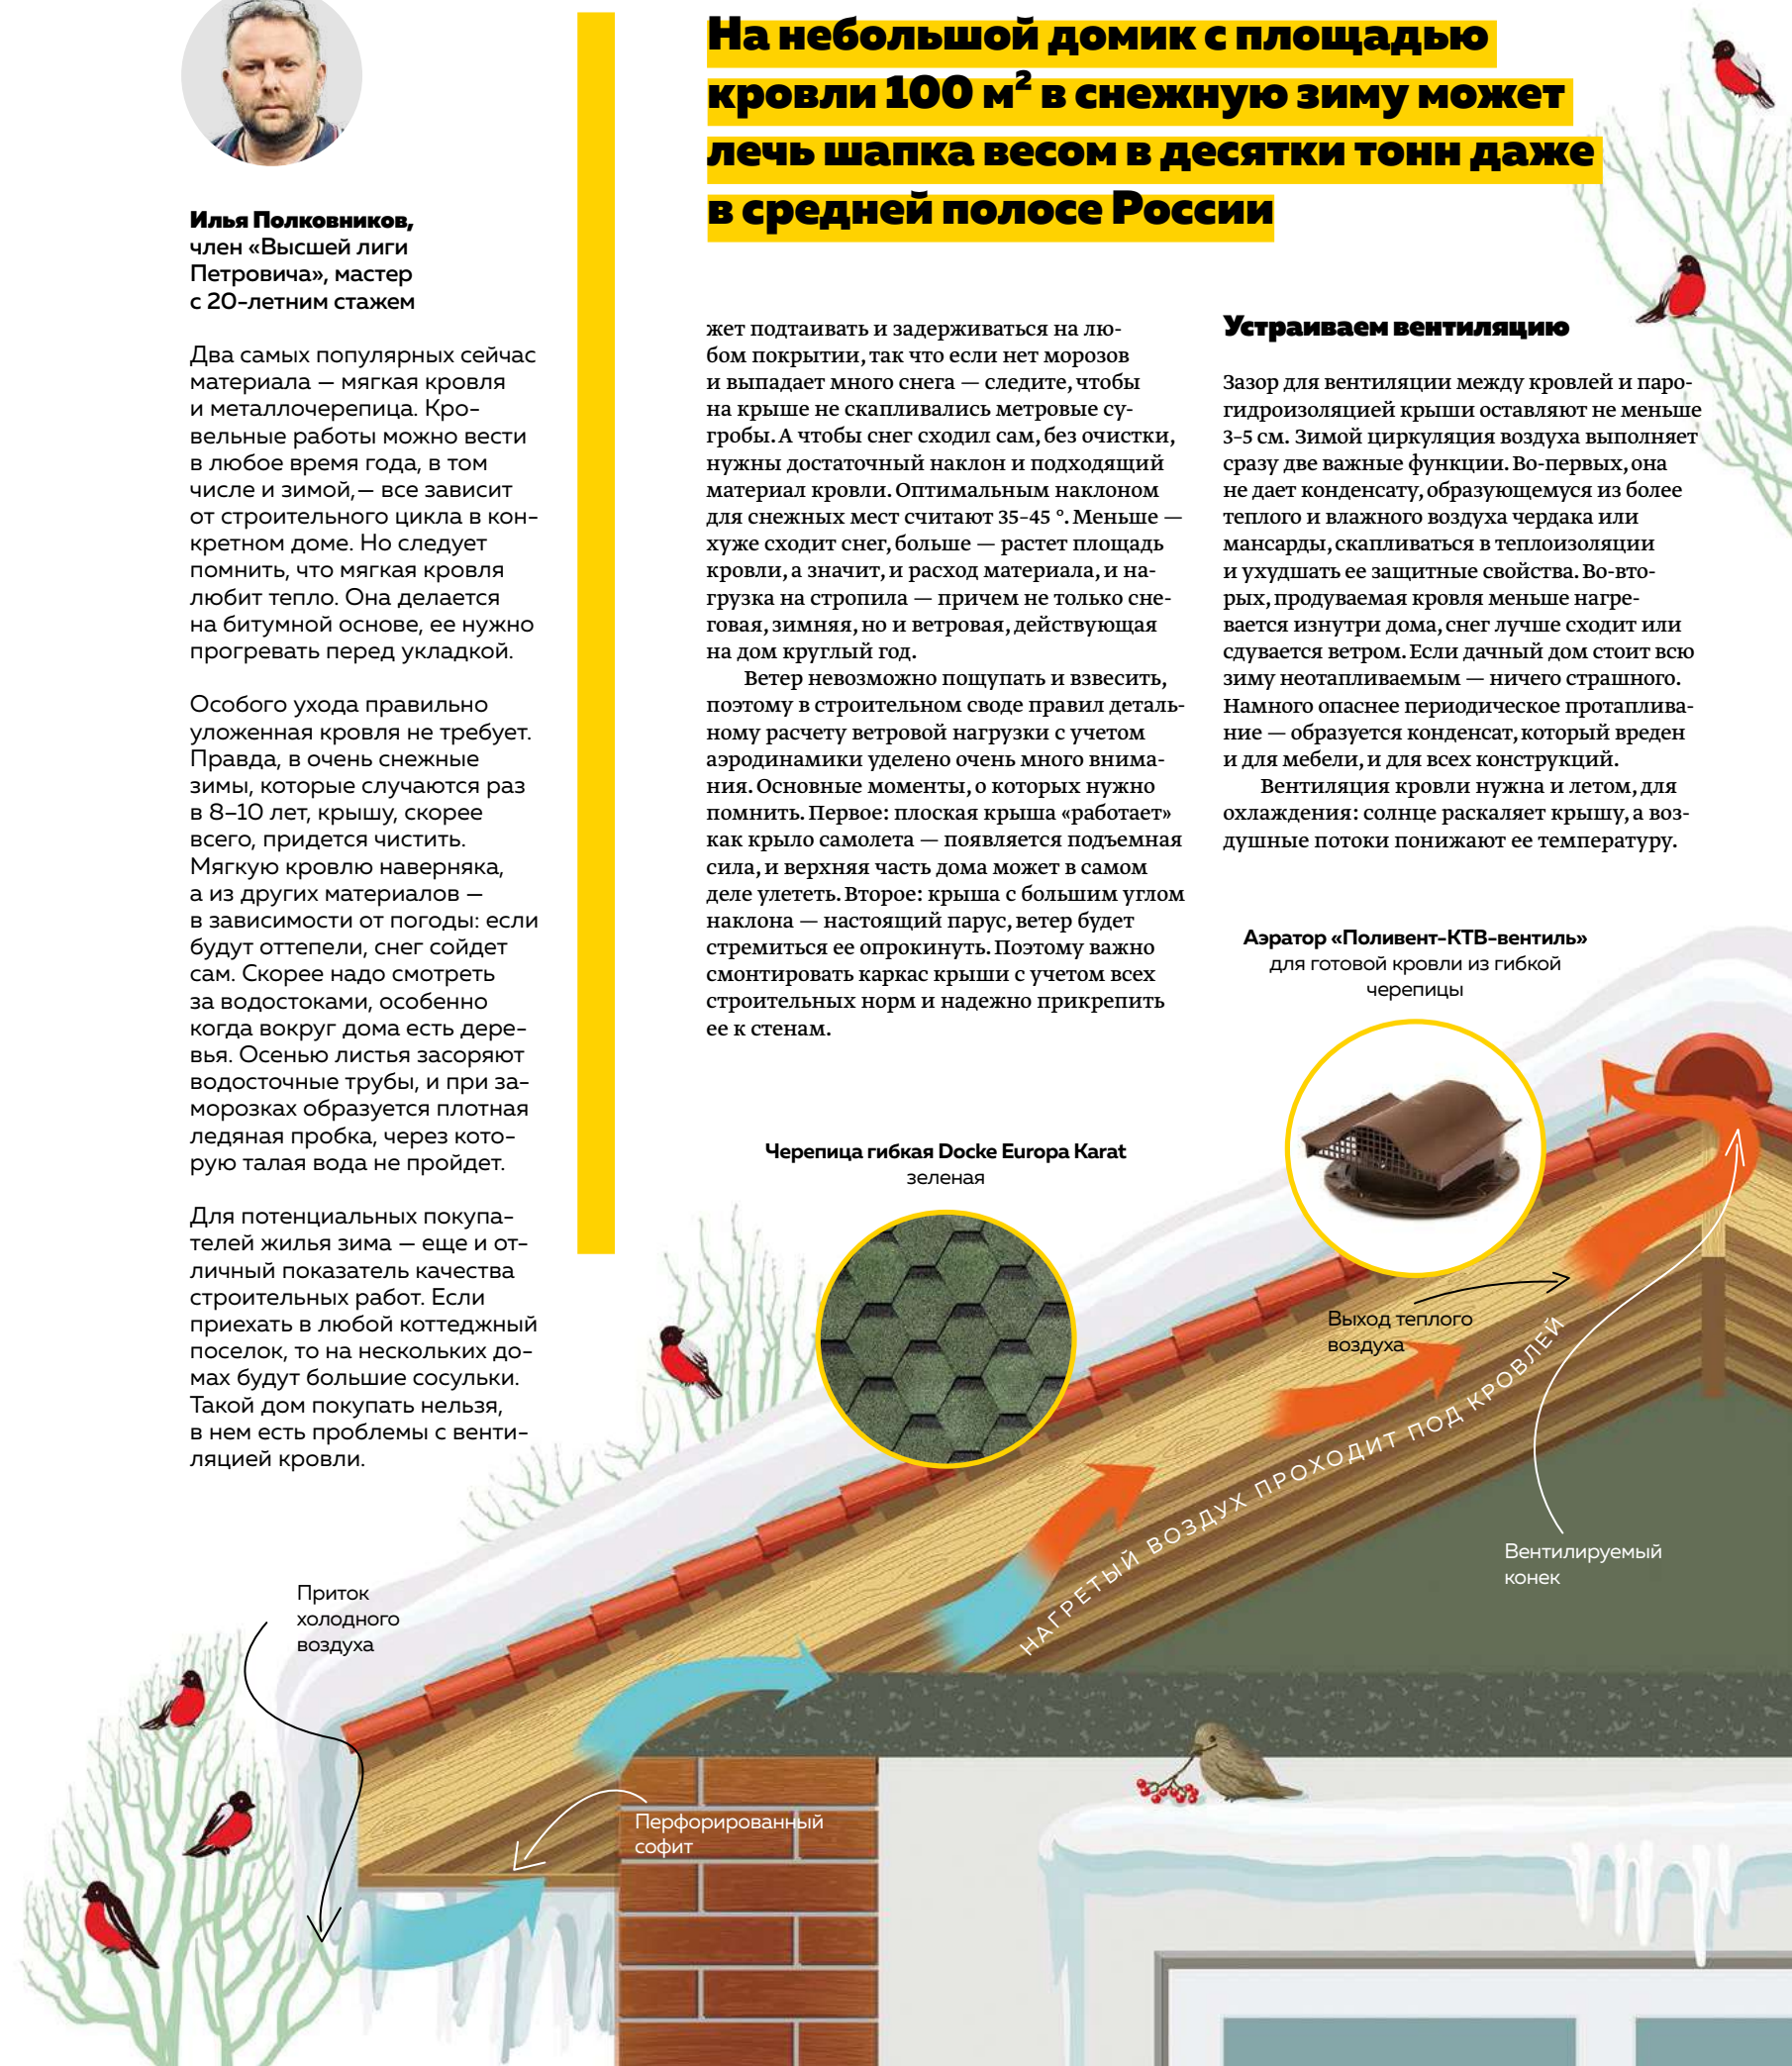 Илья Полковников,
член «Высшей лиги
Петровича», мастер
с 20-летним стажем
Два самых популярных сейчас
материала — мягкая кровля
и металлочерепица. Кро-
вельные работы можно вести
в любое время года, в том
числе и зимой, — все зависит
от строительного цикла в кон-
кретном доме. Но следует
помнить, что мягкая кровля
любит тепло. Она делается
на битумной основе, ее нужно
прогревать перед укладкой.
Особого ухода правильно
уложенная кровля не требует.
Правда, в очень снежные
зимы, которые случаются раз
в 8–10 лет, крышу, скорее
всего, придется чистить.
Мягкую кровлю наверняка,
а из других материалов —
в зависимости от погоды: если
будут оттепели, снег сойдет
сам. Скорее надо смотреть
за водостоками, особенно
когда вокруг дома есть дере-
вья. Осенью листья засоряют
водосточные трубы, и при за-
морозках образуется плотная
ледяная пробка, через кото-
рую талая вода не пройдет.
Для потенциальных покупа-
телей жилья зима — еще и от-
личный показатель качества
строительных работ. Если
приехать в любой коттеджный
поселок, то на нескольких до-
мах будут большие сосульки.
Такой дом покупать нельзя,
в нем есть проблемы с венти-
ляцией кровли.
На небольшой домик с площадью
кровли 100 м² в снежную зиму может
лечь шапка весом в десятки тонн даже
в средней полосе России
жет подтаивать и задерживаться на лю-
бом покрытии, так что если нет морозов
и выпадает много снега — следите, чтобы
на крыше не скапливались метровые су-
гробы. А чтобы снег сходил сам, без очистки,
нужны достаточный наклон и подходящий
материал кровли. Оптимальным наклоном
для снежных мест считают 35–45 °. Меньше —
хуже сходит снег, больше — растет площадь
кровли, а значит, и расход материала, и на-
грузка на стропила — причем не только сне-
говая, зимняя, но и ветровая, действующая
на дом круглый год.
Ветер невозможно пощупать и взвесить,
поэтому в строительном своде правил деталь-
ному расчету ветровой нагрузки с учетом
аэродинамики уделено очень много внима-
ния. Основные моменты, о которых нужно
помнить. Первое: плоская крыша «работает»
как крыло самолета — появляется подъемная
сила, и верхняя часть дома может в самом
деле улететь. Второе: крыша с большим углом
наклона — настоящий парус, ветер будет
стремиться ее опрокинуть. Поэтому важно
смонтировать каркас крыши с учетом всех
строительных норм и надежно прикрепить
ее к стенам.
Устраиваем вентиляцию
Зазор для вентиляции между кровлей и паро-
гидроизоляцией крыши оставляют не меньше
3–5 см. Зимой циркуляция воздуха выполняет
сразу две важные функции. Во-первых, она
не дает конденсату, образующемуся из более
теплого и влажного воздуха чердака или
мансарды, скапливаться в теплоизоляции
и ухудшать ее защитные свойства. Во-вто-
рых, продуваемая кровля меньше нагре-
вается изнутри дома, снег лучше сходит или
сдувается ветром. Если дачный дом стоит всю
зиму неотапливаемым — ничего страшного.
Намного опаснее периодическое протаплива-
ние — образуется конденсат, который вреден
и для мебели, и для всех конструкций.
Вентиляция кровли нужна и летом, для
охлаждения: солнце раскаляет крышу, а воз-
душные потоки понижают ее температуру.
Аэратор «Поливент-КТВ-вентиль»
для готовой кровли из гибкой
черепицы
Черепица гибкая Docke Europa Karat
зеленая
Выход теплого
воздуха
НАГРЕТЫЙ ВОЗДУХ ПРОХОДИТ ПОД КРОВЛЕЙ
Вентилируемый
конек
Приток
холодного
воздуха
Перфорированный
софит